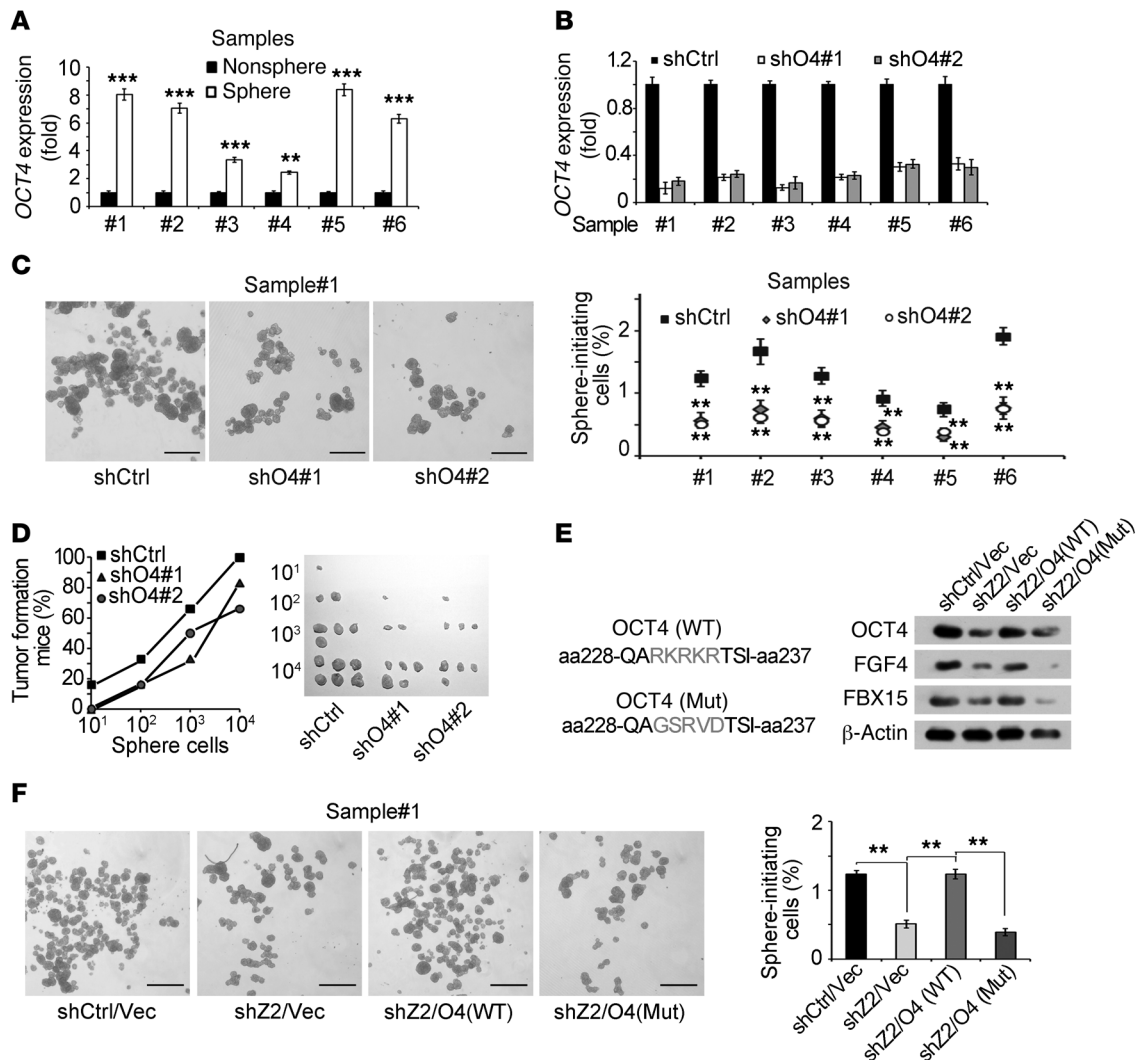 A
Samples
Nonsphere
Sphere
OCT4 expression
(fold)
10
8
6
4
2
0
***
***
***
**
***
***
#1 #2 #3 #4 #5 #6
B
shCtrl shO4#1 shO4#2
OCT4 expression
(fold)
1.2
0.8
0.4
0
Sample #1 #2 #3 #4 #5 #6
C
Sample#1
shCtrl shO4#1 shO4#2
Samples
shCtrl shO4#1 shO4#2
Sphere-initiating
cells (%)
2
1
0
** ** ** ** ** **
** ** ** ** ** **
#1 #2 #3 #4 #5 #6
D
Tumor formation
mice (%)
100
80
60
40
20
0
shCtrl
shO4#1
shO4#2
10¹ 10² 10³ 10⁴
Sphere cells
10¹
10²
10³
10⁴
shCtrl
shO4#1
shO4#2
E
OCT4 (WT)
aa228-QARKRKRTSI-aa237
OCT4 (Mut)
aa228-QAGSRVDTSI-aa237
shCtrl/Vec
shZ2/Vec
shZ2/O4(WT)
shZ2/O4(Mut)
OCT4
FGF4
FBX15
β-Actin
F
Sample#1
shCtrl/Vec shZ2/Vec shZ2/O4(WT) shZ2/O4(Mut)
Sphere-initiating
cells (%)
2
1
0
** ** **
shCtrl/Vec
shZ2/Vec
shZ2/O4 (WT)
shZ2/O4 (Mut)